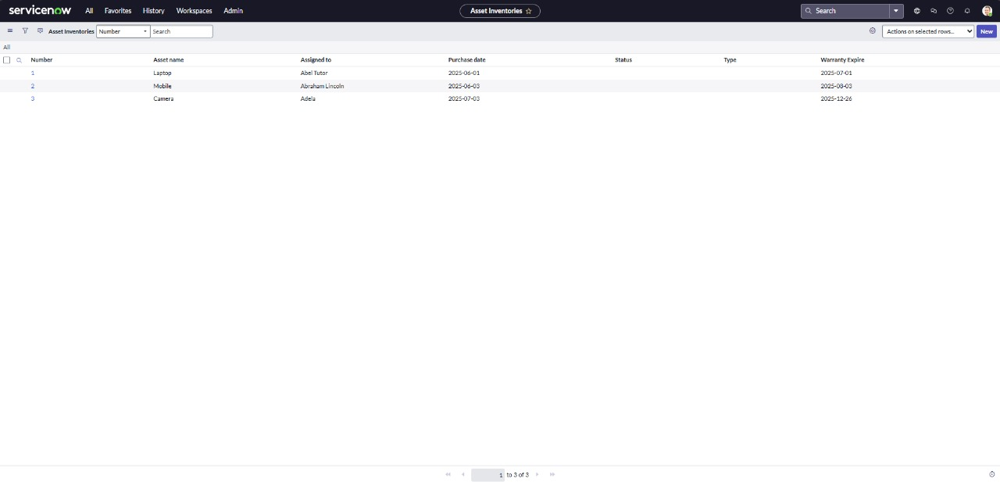 servicenow All Favorites History Workspaces Admin Asset Inventories Search
Asset Inventories Number Search Actions on selected rows... New
All
Number Asset name Assigned to Purchase date Status Type Warranty Expire
1 Laptop Abel Tutor 2025-06-01 2025-07-01
2 Mobile Abraham Lincoln 2025-06-03 2025-08-03
3 Camera Adela 2025-07-03 2025-12-26
1 to 3 of 3